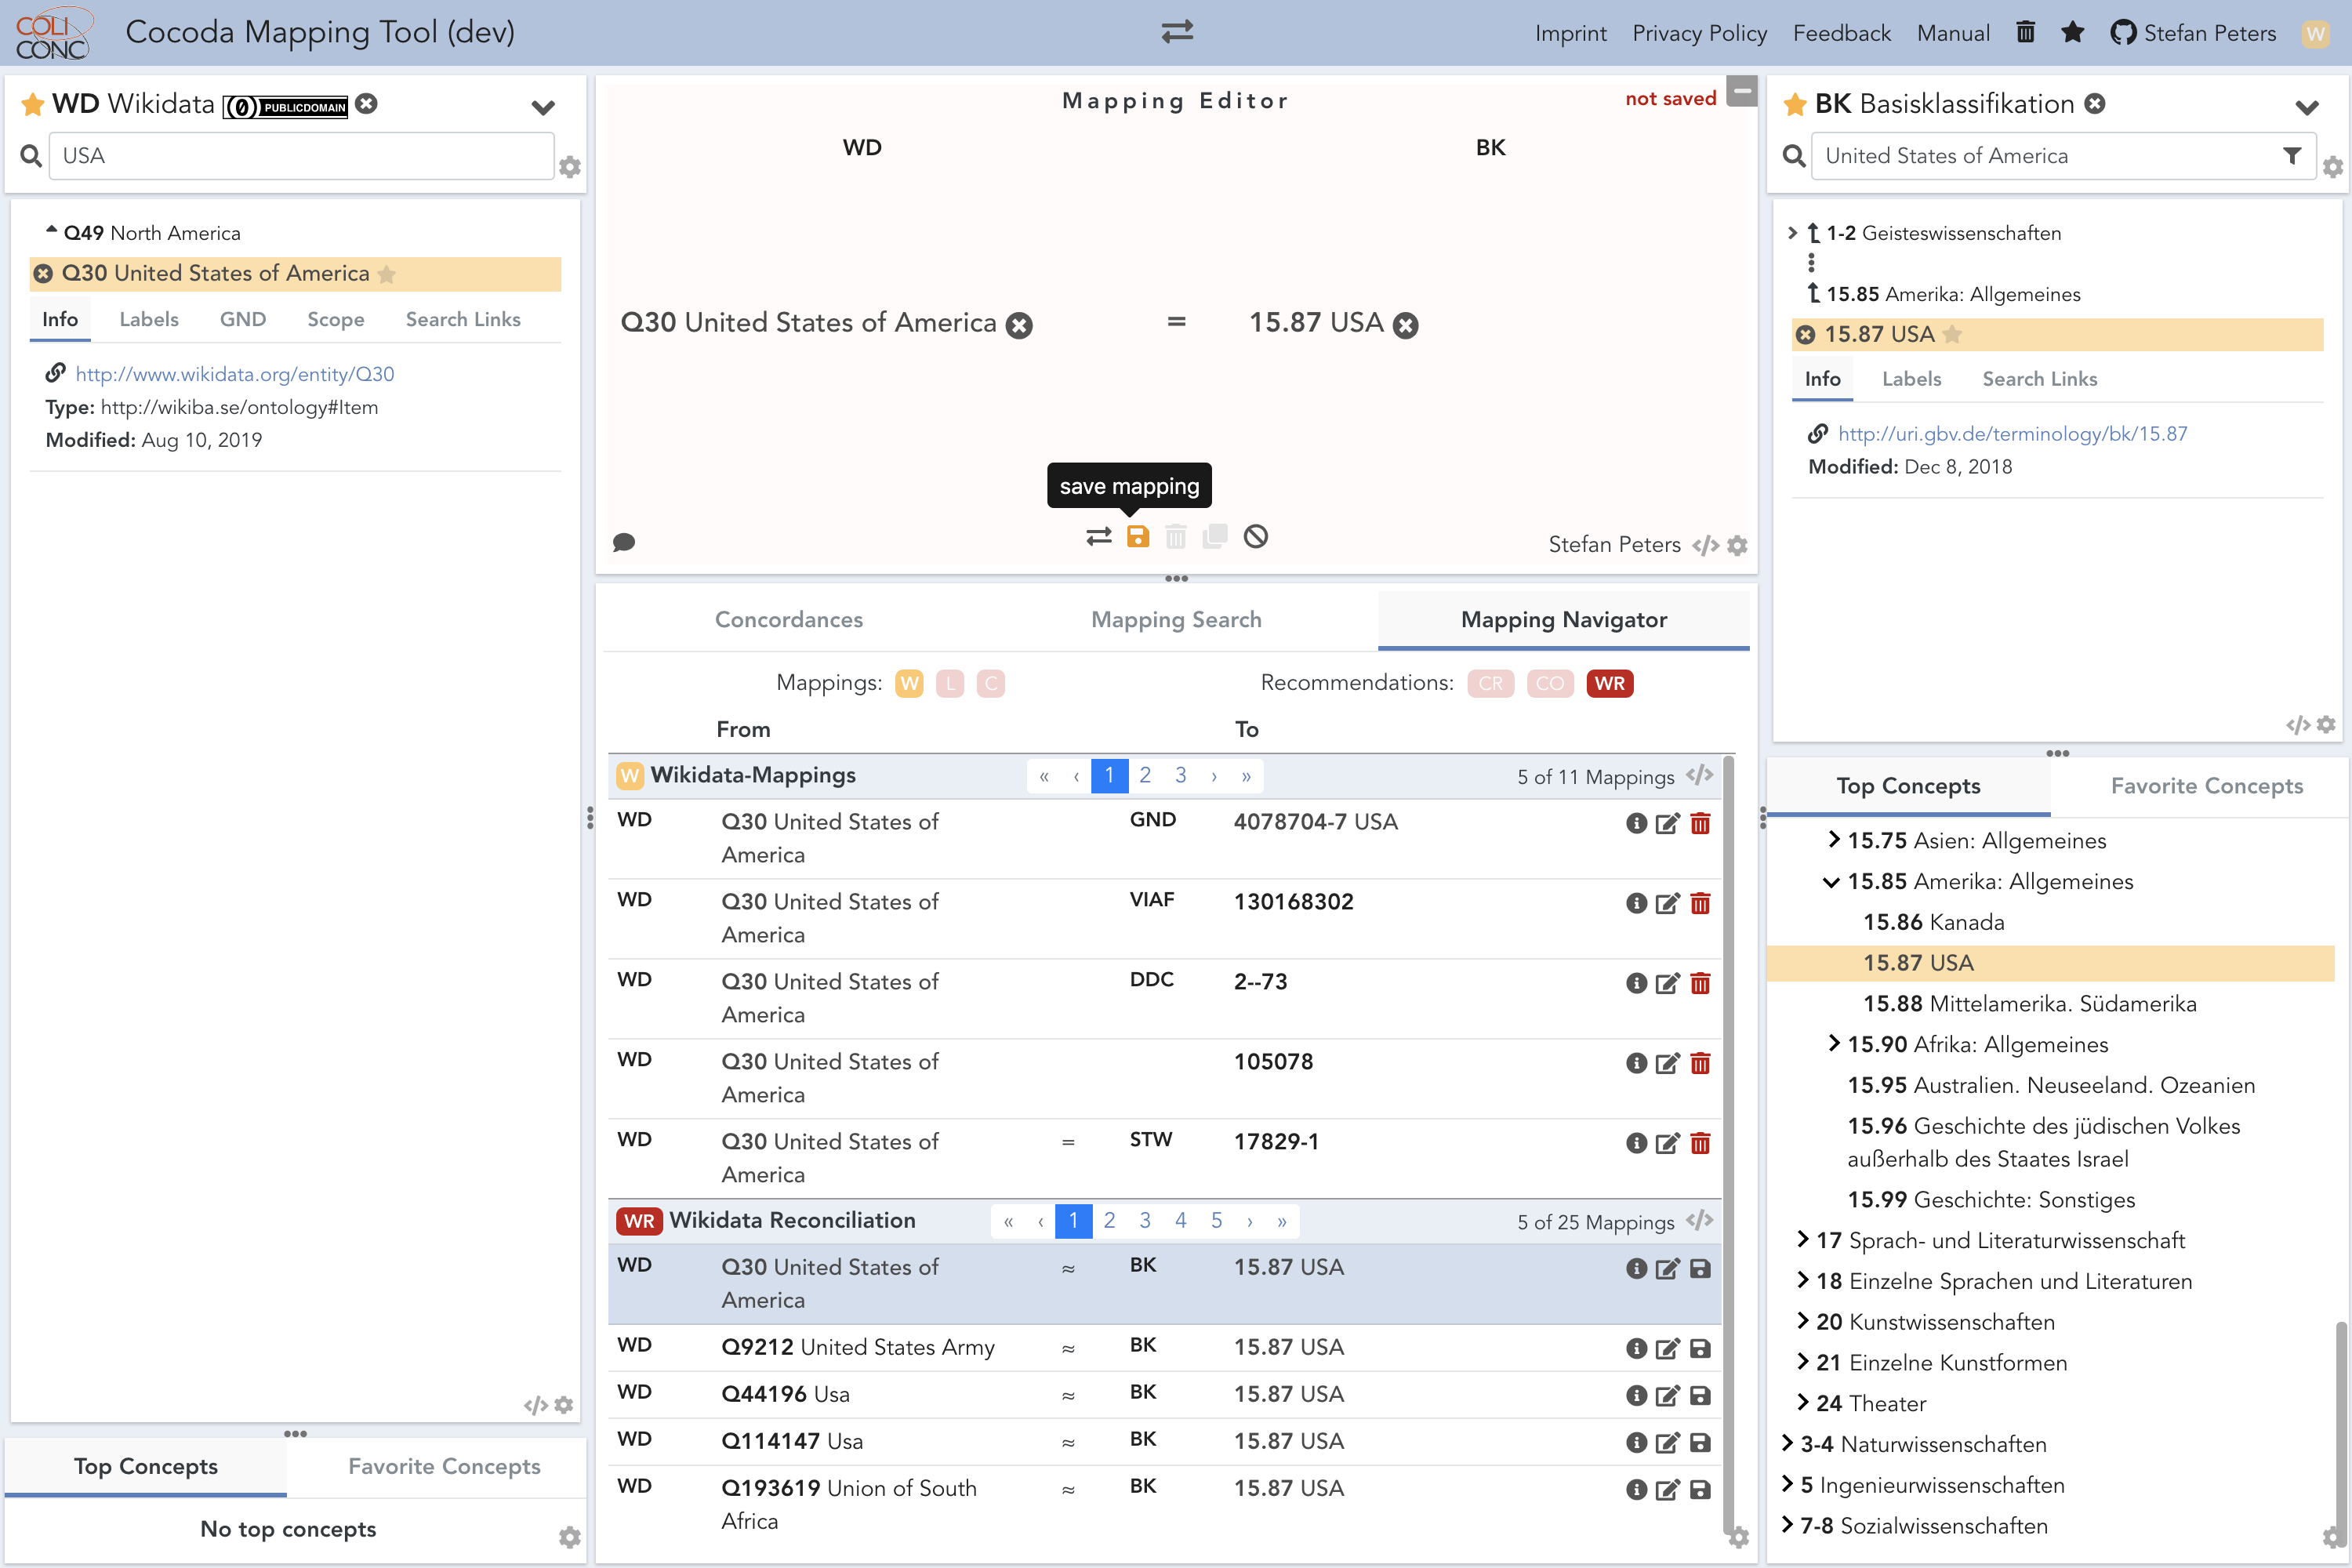 COLI
CONC
Cocoda Mapping Tool (dev)
Imprint Privacy Policy Feedback Manual Stefan Peters W
WD Wikidata PUBLICDOMAIN
USA
Q49 North America
Q30 United States of America
Info Labels GND Scope Search Links
http://www.wikidata.org/entity/Q30
Type: http://wikiba.se/ontology#Item
Modified: Aug 10, 2019
Top Concepts Favorite Concepts
No top concepts
Mapping Editor
not saved
WD BK
Q30 United States of America = 15.87 USA
save mapping
Stefan Peters </>
Concordances Mapping Search Mapping Navigator
Mappings: W L C Recommendations: CR CO WR
From To
W Wikidata-Mappings « ‹ 1 2 3 › » 5 of 11 Mappings </>
WD Q30 United States of America GND 4078704-7 USA
WD Q30 United States of America VIAF 130168302
WD Q30 United States of America DDC 2--73
WD Q30 United States of America 105078
WD Q30 United States of America = STW 17829-1
WR Wikidata Reconciliation « ‹ 1 2 3 4 5 › » 5 of 25 Mappings </>
WD Q30 United States of America ≈ BK 15.87 USA
WD Q9212 United States Army ≈ BK 15.87 USA
WD Q44196 Usa ≈ BK 15.87 USA
WD Q114147 Usa ≈ BK 15.87 USA
WD Q193619 Union of South Africa ≈ BK 15.87 USA
BK Basisklassifikation
United States of America
1-2 Geisteswissenschaften
15.85 Amerika: Allgemeines
15.87 USA
Info Labels Search Links
http://uri.gbv.de/terminology/bk/15.87
Modified: Dec 8, 2018
</>
Top Concepts Favorite Concepts
15.75 Asien: Allgemeines
15.85 Amerika: Allgemeines
15.86 Kanada
15.87 USA
15.88 Mittelamerika. Südamerika
15.90 Afrika: Allgemeines
15.95 Australien. Neuseeland. Ozeanien
15.96 Geschichte des jüdischen Volkes
außerhalb des Staates Israel
15.99 Geschichte: Sonstiges
17 Sprach- und Literaturwissenschaft
18 Einzelne Sprachen und Literaturen
20 Kunstwissenschaften
21 Einzelne Kunstformen
24 Theater
3-4 Naturwissenschaften
5 Ingenieurwissenschaften
7-8 Sozialwissenschaften